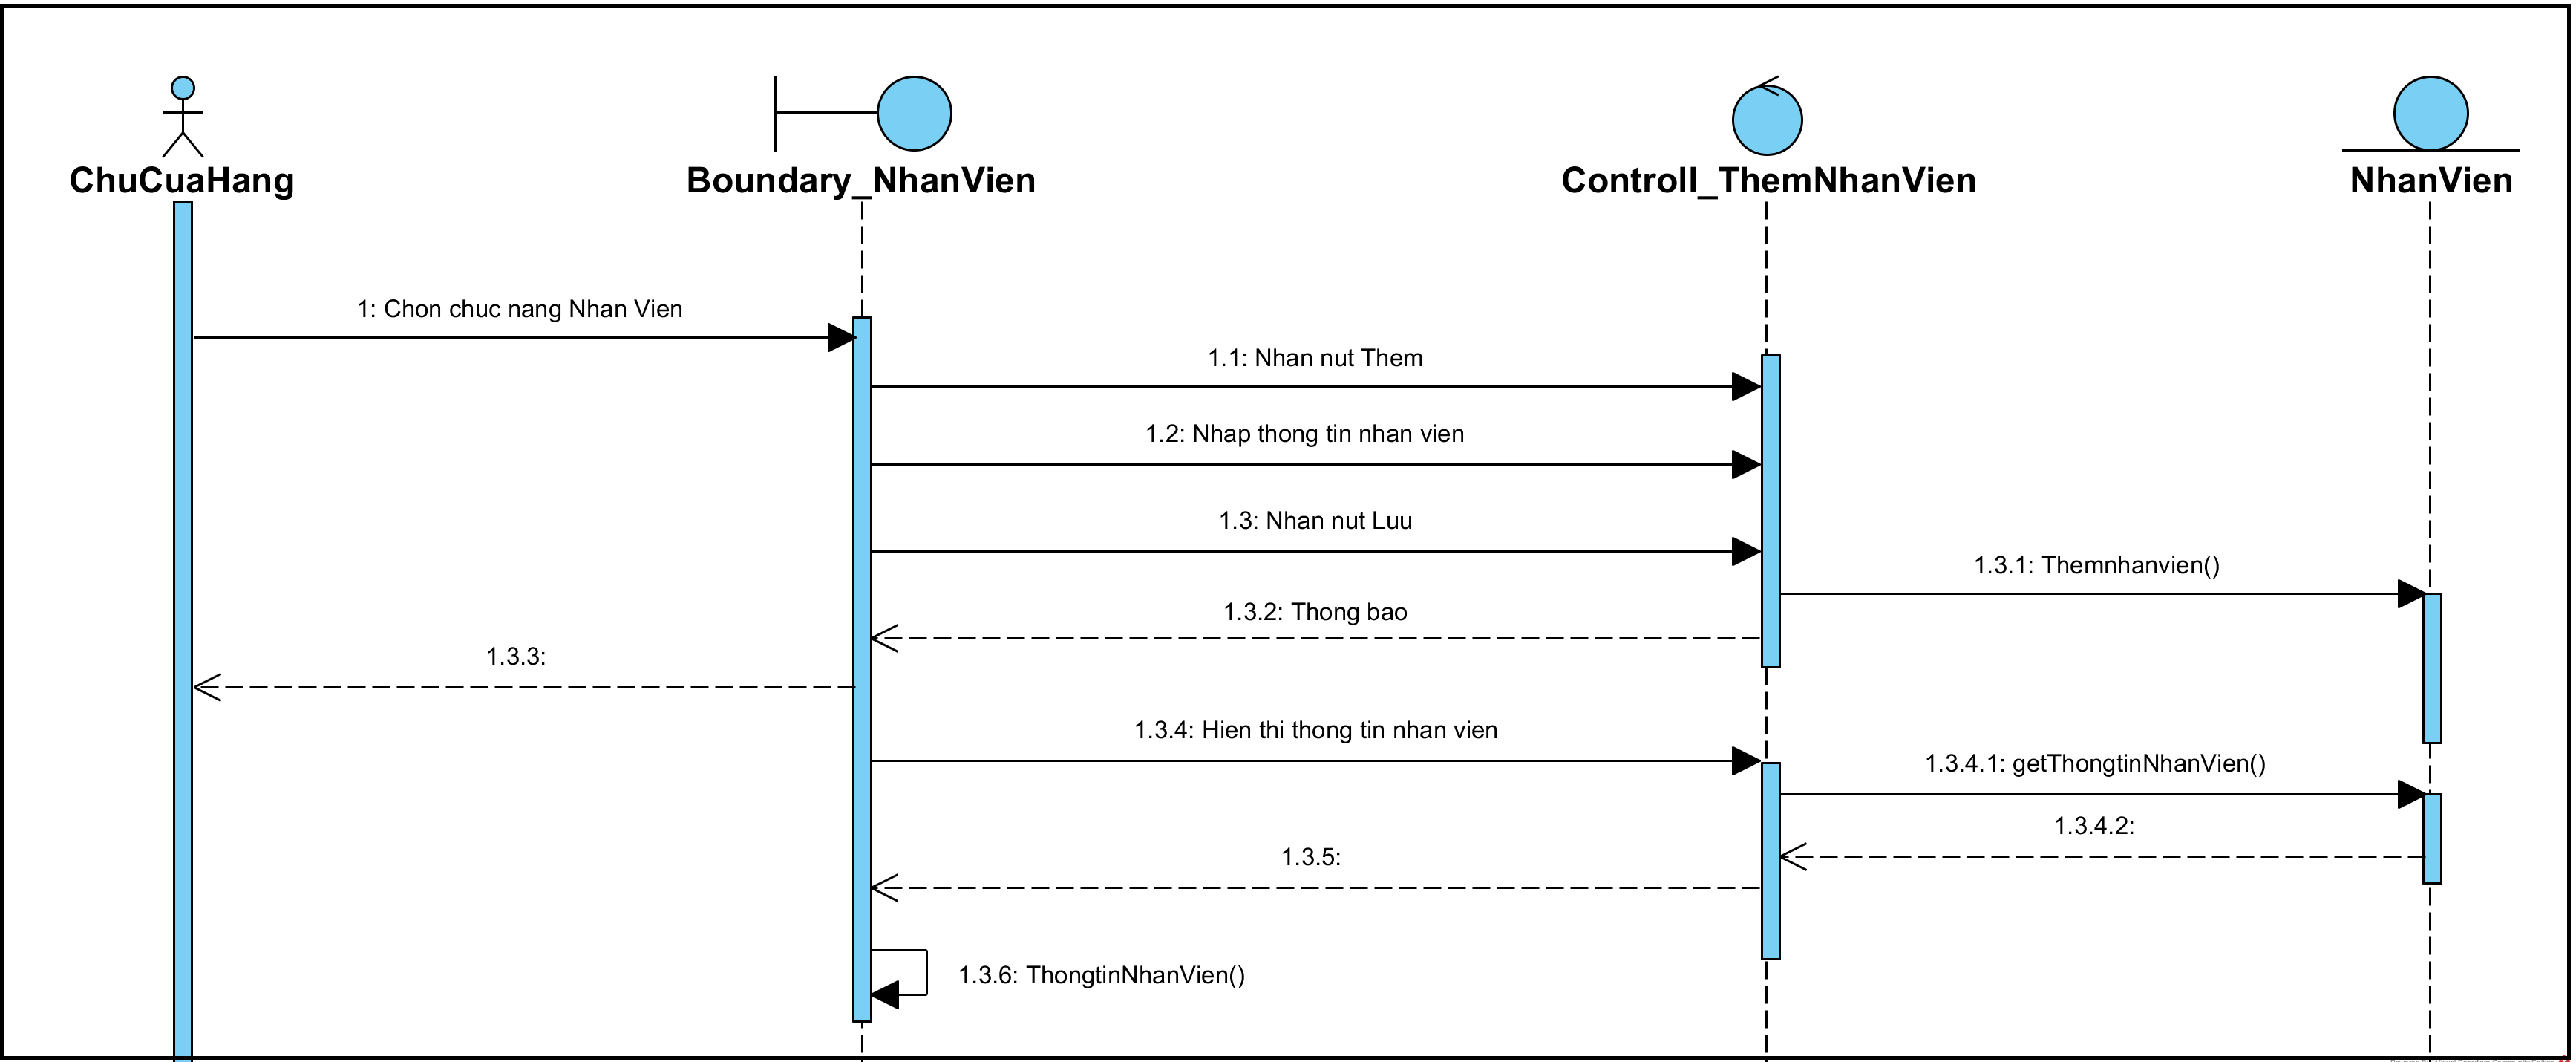 ChuCuaHang
Boundary_NhanVien
Controll_ThemNhanVien
NhanVien
1: Chon chuc nang Nhan Vien
1.1: Nhan nut Them
1.2: Nhap thong tin nhan vien
1.3: Nhan nut Luu
1.3.1: Themnhanvien()
1.3.2: Thong bao
1.3.3:
1.3.4: Hien thi thong tin nhan vien
1.3.4.1: getThongtinNhanVien()
1.3.4.2:
1.3.5:
1.3.6: ThongtinNhanVien()